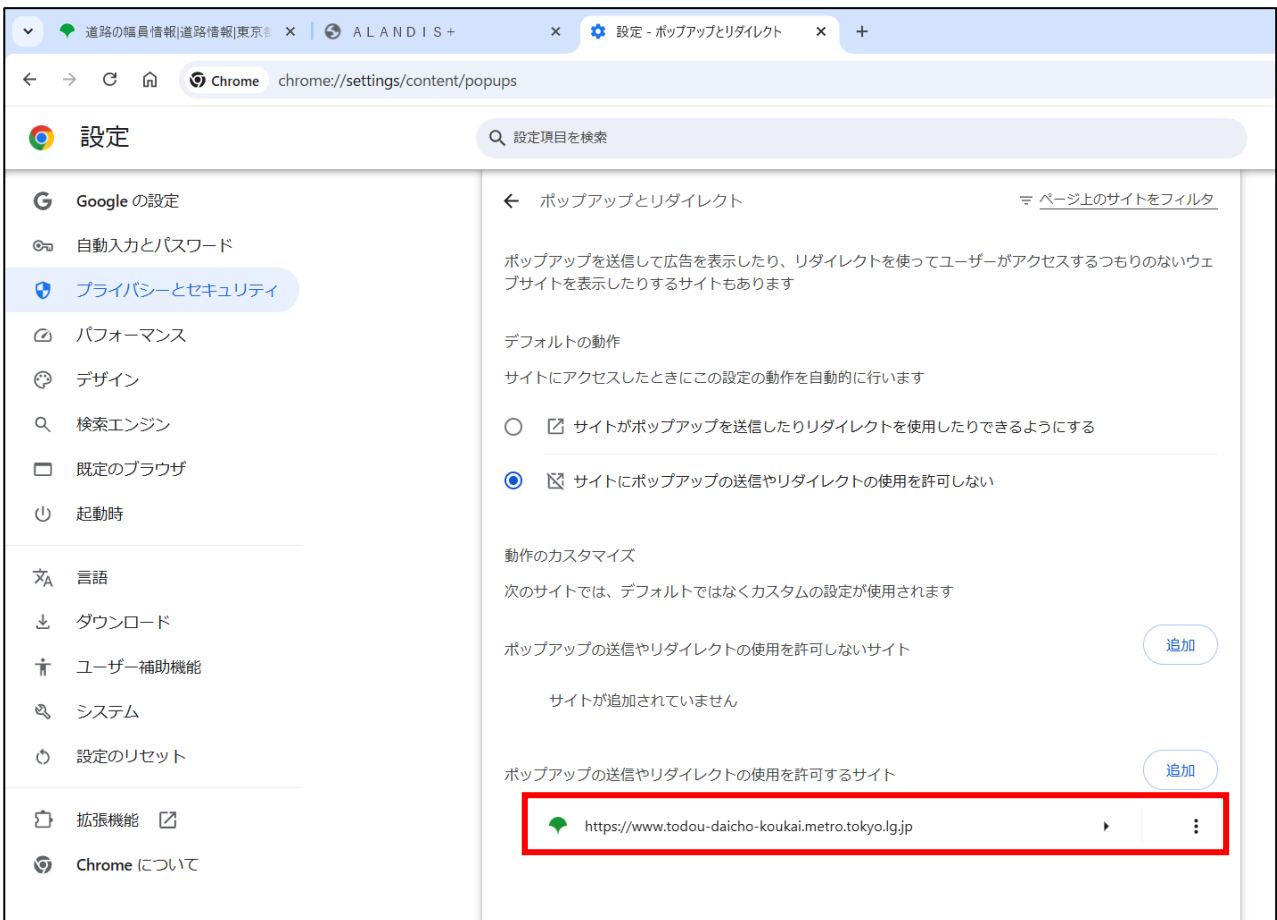 道路の幅員情報|道路情報|東京
ＡＬＡＮＤＩＳ+
設定 - ポップアップとリダイレクト
Chrome
chrome://settings/content/popups
設定
設定項目を検索
Google の設定
自動入力とパスワード
プライバシーとセキュリティ
パフォーマンス
デザイン
検索エンジン
既定のブラウザ
起動時
言語
ダウンロード
ユーザー補助機能
システム
設定のリセット
拡張機能
Chrome について
ポップアップとリダイレクト
ページ上のサイトをフィルタ
ポップアップを送信して広告を表示したり、リダイレクトを使ってユーザーがアクセスするつもりのないウェ
ブサイトを表示したりするサイトもあります
デフォルトの動作
サイトにアクセスしたときにこの設定の動作を自動的に行います
サイトがポップアップを送信したりリダイレクトを使用したりできるようにする
サイトにポップアップの送信やリダイレクトの使用を許可しない
動作のカスタマイズ
次のサイトでは、デフォルトではなくカスタムの設定が使用されます
ポップアップの送信やリダイレクトの使用を許可しないサイト
追加
サイトが追加されていません
ポップアップの送信やリダイレクトの使用を許可するサイト
追加
https://www.todou-daicho-koukai.metro.tokyo.lg.jp